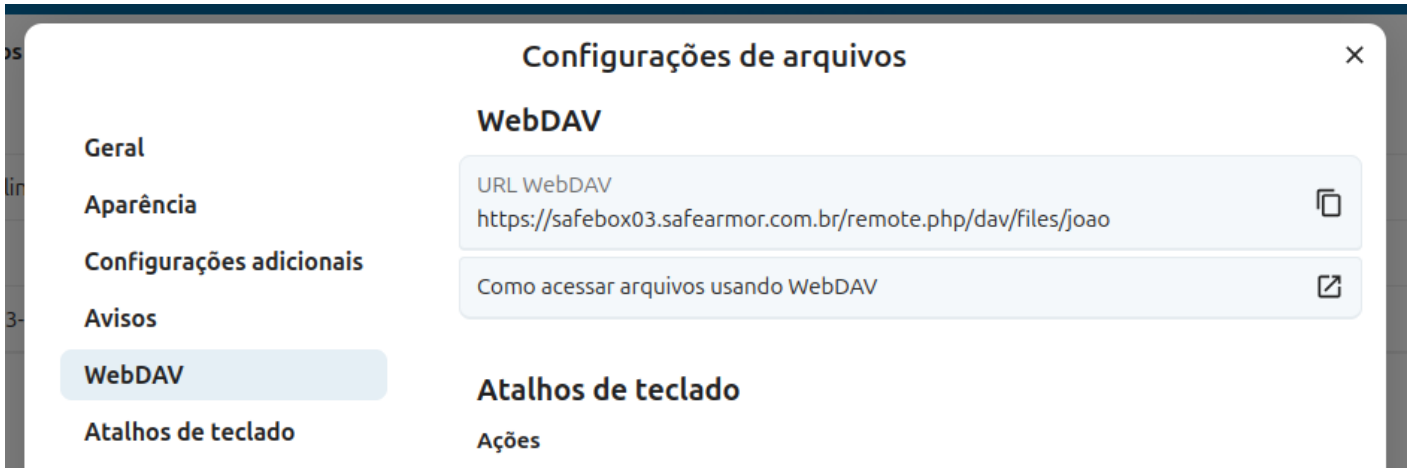 Configurações de arquivos
Geral
Aparência
Configurações adicionais
Avisos
WebDAV
Atalhos de teclado
WebDAV
URL WebDAV
https://safebox03.safearmor.com.br/remote.php/dav/files/joao
Como acessar arquivos usando WebDAV
Atalhos de teclado
Ações